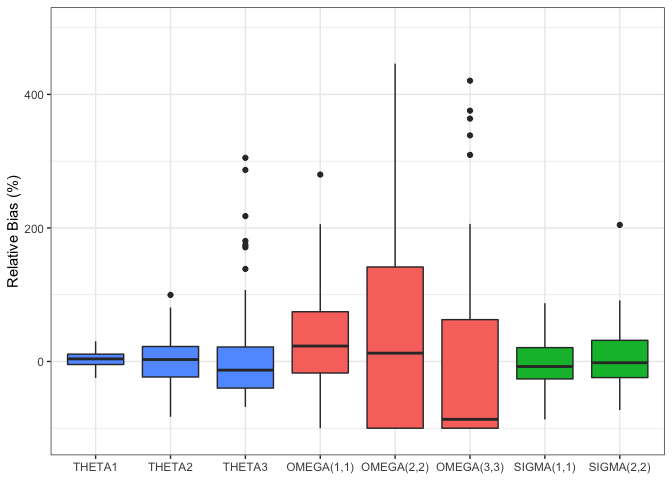 Relative Bias (%)
400
200
0
THETA1 THETA2 THETA3 OMEGA(1,1) OMEGA(2,2) OMEGA(3,3) SIGMA(1,1) SIGMA(2,2)